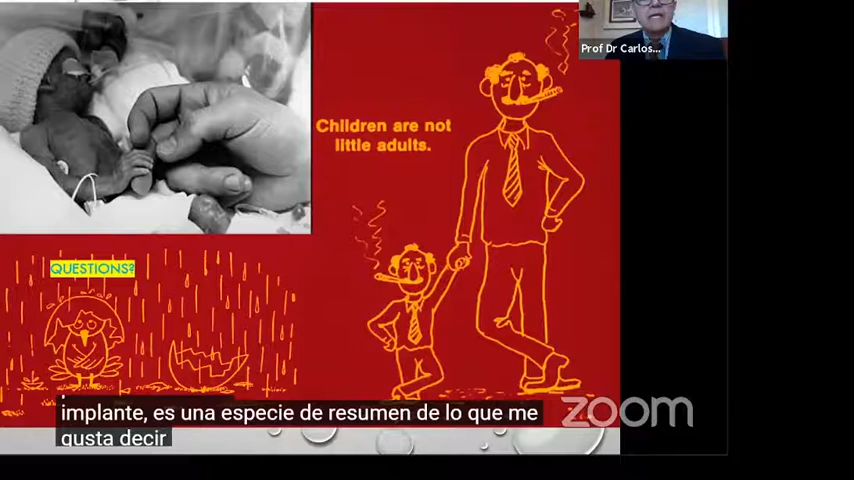 Prof Dr Carlos...
Children are not
little adults.
QUESTIONS?
implante, es una especie de resumen de lo que me
gusta decir
zoom